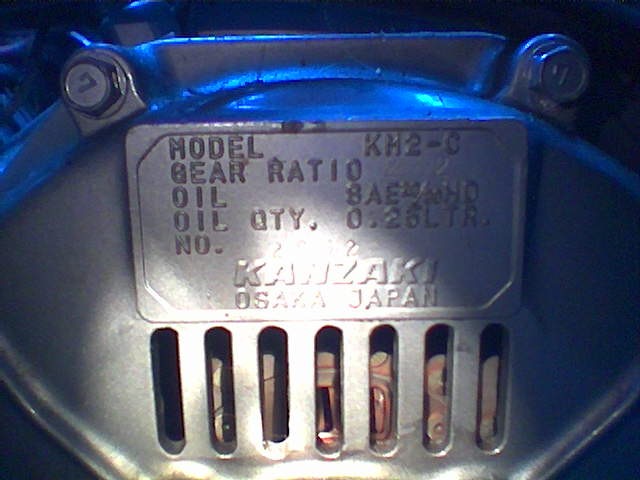 MODEL KM2-C
GEAR RATIO
OIL
OIL QTY. 0.25LTR.
NO.
KANZAKI
OSAKA JAPAN